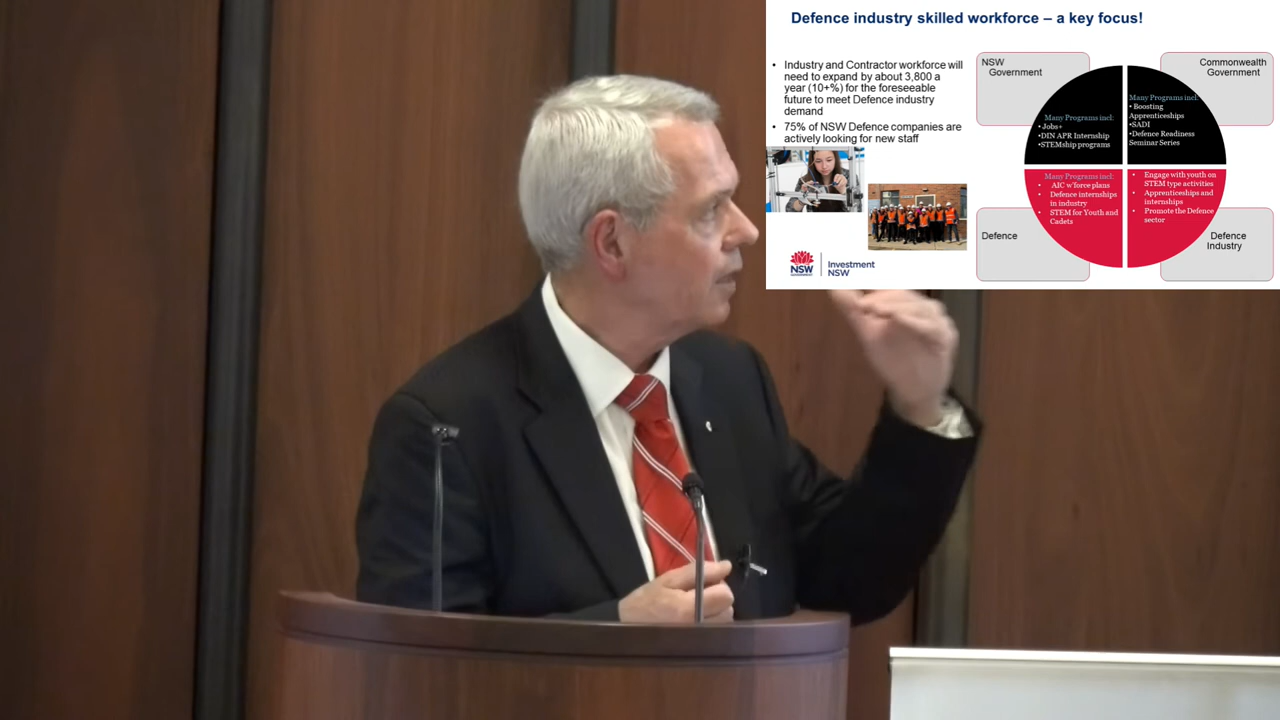 Defence industry skilled workforce – a key focus!
• Industry and Contractor workforce will
need to expand by about 3,800 a
year (10+%) for the foreseeable
future to meet Defence industry
demand
• 75% of NSW Defence companies are
actively looking for new staff
NSW
Government
Commonwealth
Government
Many Programs incl:
• Jobs+
•DIN APR Internship
•STEMship programs
Many Programs incl:
• Boosting
Apprenticeships
•SADI
•Defence Readiness
Seminar Series
Many Programs incl:
• AIC w'force plans
• Defence internships
in industry
• STEM for Youth and
Cadets
• Engage with youth on
STEM type activities
• Apprenticeships and
internships
• Promote the Defence
sector
Defence
Defence
Industry
NSW
GOVERNMENT
Investment
NSW